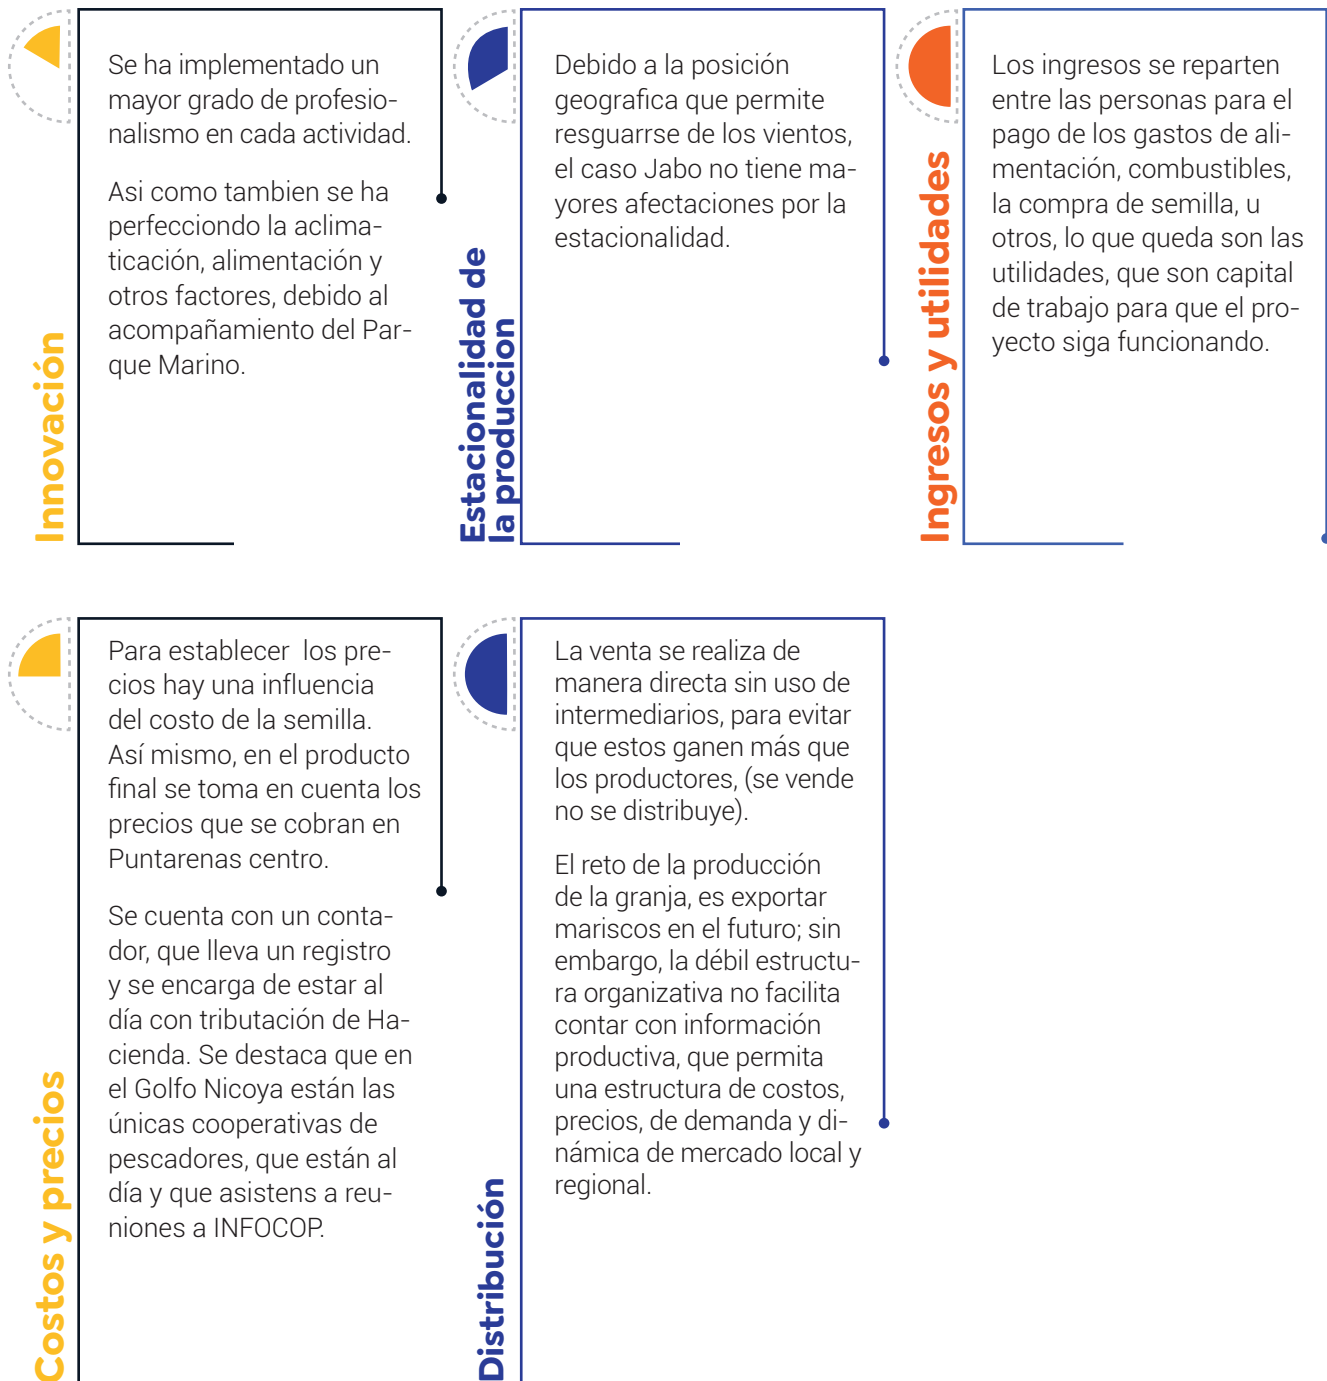 Innovación
Se ha implementado un
mayor grado de profesio-
nalismo en cada actividad.
Asi como tambien se ha
perfecciondo la aclima-
ticación, alimentación y
otros factores, debido al
acompañamiento del Par-
que Marino.
Estacionalidad de
la produccion
Debido a la posición
geografica que permite
resguarrse de los vientos,
el caso Jabo no tiene ma-
yores afectaciones por la
estacionalidad.
Ingresos y utilidades
Los ingresos se reparten
entre las personas para el
pago de los gastos de ali-
mentación, combustibles,
la compra de semilla, u
otros, lo que queda son las
utilidades, que son capital
de trabajo para que el pro-
yecto siga funcionando.
Costos y precios
Para establecer  los pre-
cios hay una influencia
del costo de la semilla.
Así mismo, en el producto
final se toma en cuenta los
precios que se cobran en
Puntarenas centro.
Se cuenta con un conta-
dor, que lleva un registro
y se encarga de estar al
día con tributación de Ha-
cienda. Se destaca que en
el Golfo Nicoya están las
únicas cooperativas de
pescadores, que están al
día y que asistens a reu-
niones a INFOCOP.
Distribución
La venta se realiza de
manera directa sin uso de
intermediarios, para evitar
que estos ganen más que
los productores, (se vende
no se distribuye).
El reto de la producción
de la granja, es exportar
mariscos en el futuro; sin
embargo, la débil estructu-
ra organizativa no facilita
contar con información
productiva, que permita
una estructura de costos,
precios, de demanda y di-
námica de mercado local y
regional.